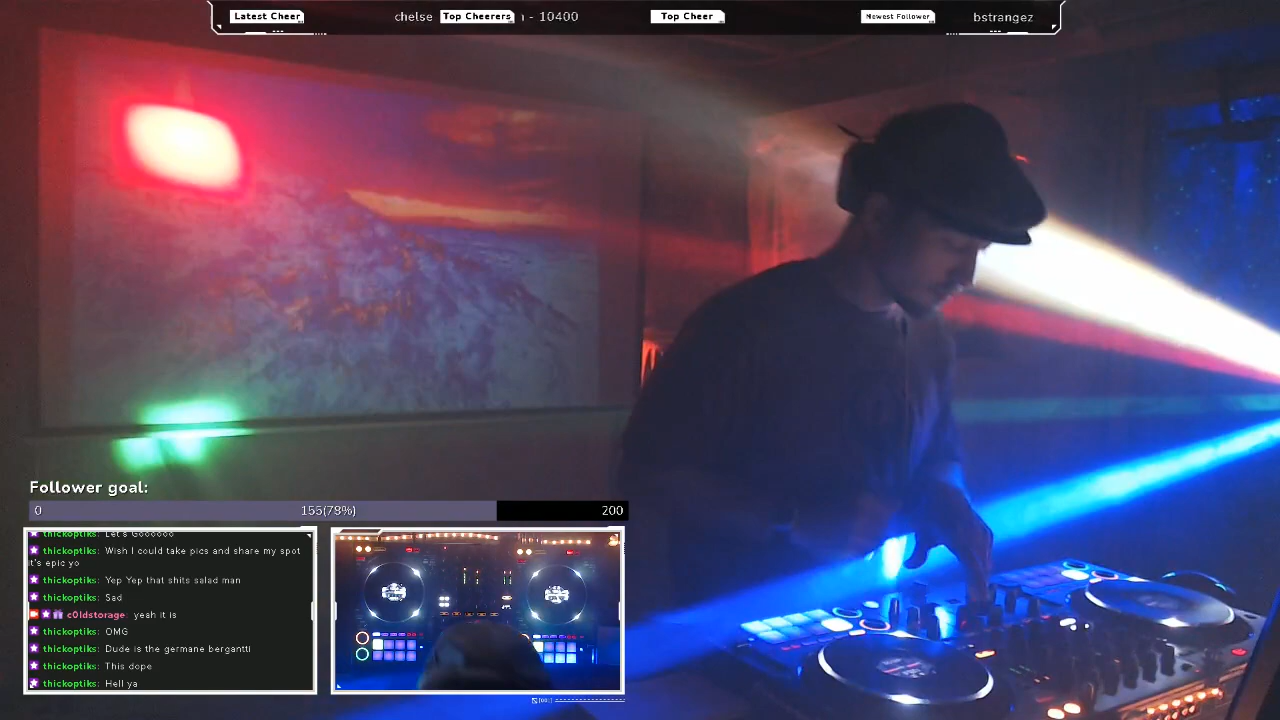 Latest Cheer
chelse
Top Cheerers
- 10400
Top Cheer
Newest Follower
bstrangez
Follower goal:
0
155(79%)
200
thickoptiks: Let's Goooooo
thickoptiks: Wish I could take pics and share my spot
it's epic yo
thickoptiks: Yep Yep that shits salad man
thickoptiks: Sad
c0ldstorage: yeah it is
thickoptiks: OMG
thickoptiks: Dude is the germane bergantti
thickoptiks: This dope
thickoptiks: Hell ya